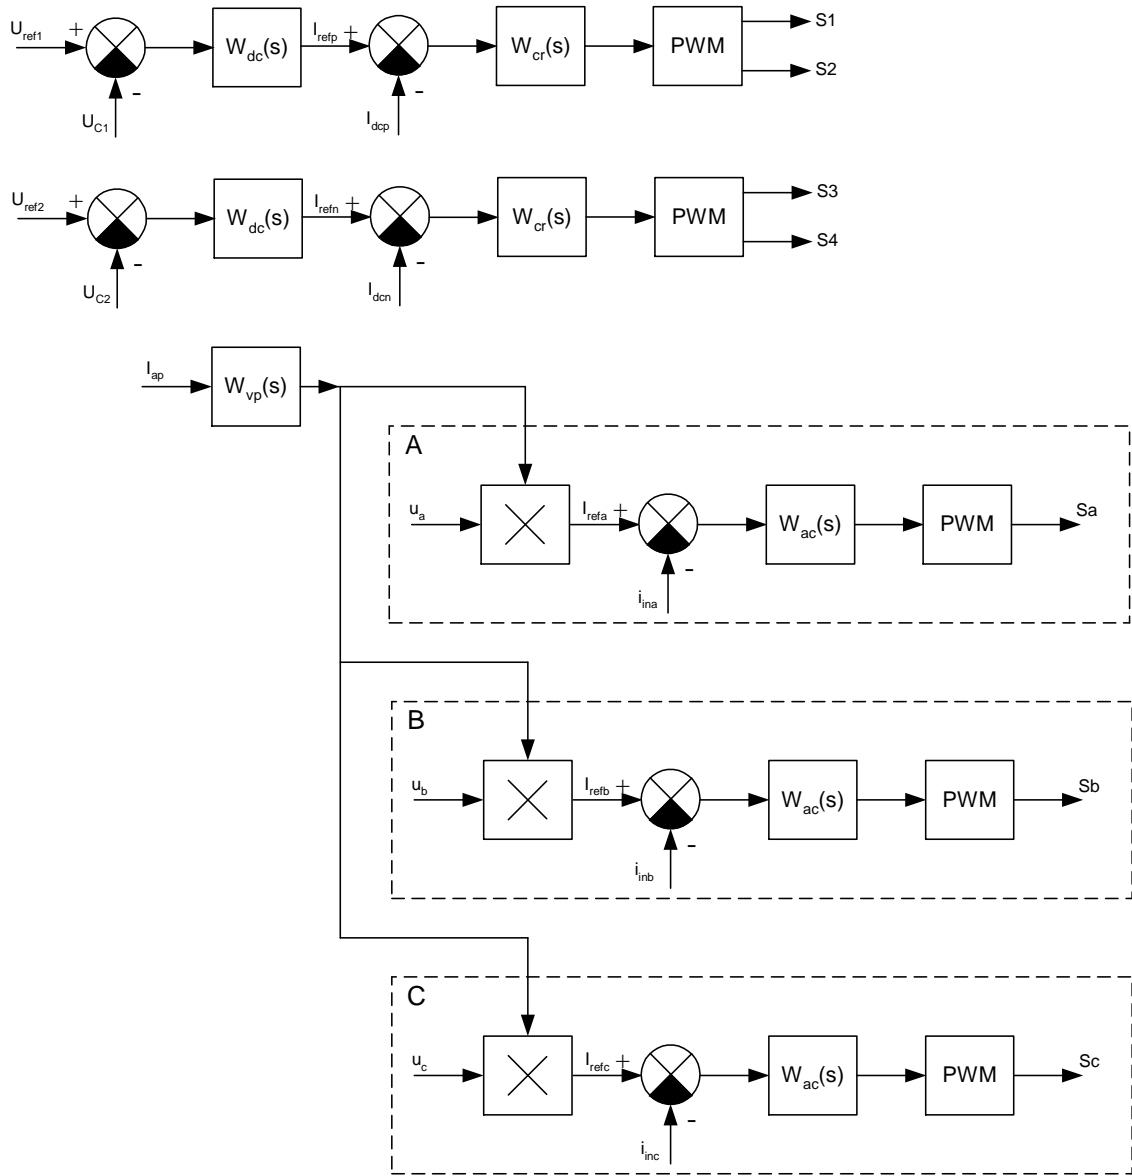 U_ref1 + W_dc(s) I_refp + W_cr(s) PWM S1
- - S2
U_C1 I_dcp
U_ref2 + W_dc(s) I_refn + W_cr(s) PWM S3
- - S4
U_C2 I_dcn
I_ap W_vp(s)
A
u_a I_refa + W_ac(s) PWM Sa
-
i_ina
B
u_b I_refb + W_ac(s) PWM Sb
-
i_inb
C
u_c I_refc + W_ac(s) PWM Sc
-
i_inc